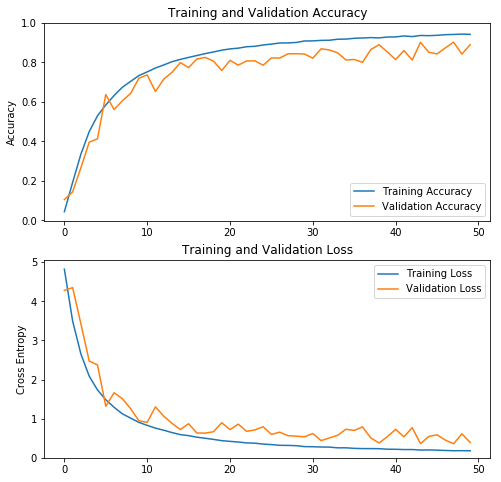 Training and Validation Accuracy
1.0
0.8
0.6
0.4
0.2
0.0
Accuracy
Training Accuracy
Validation Accuracy
0 10 20 30 40 50
Training and Validation Loss
5
4
3
2
1
0
Cross Entropy
Training Loss
Validation Loss
0 10 20 30 40 50